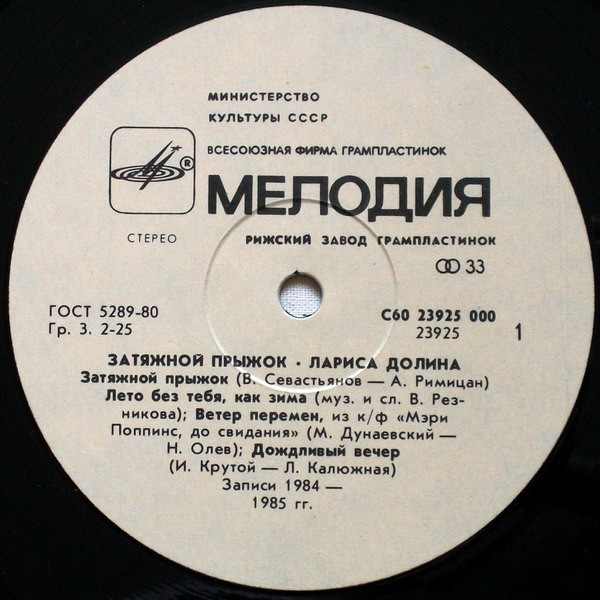 МИНИСТЕРСТВО
КУЛЬТУРЫ СССР
ВСЕСОЮЗНАЯ ФИРМА ГРАМПЛАСТИНОК
®
МЕЛОДИЯ
СТЕРЕО
РИЖСКИЙ ЗАВОД ГРАМПЛАСТИНОК
33
ГОСТ 5289-80
Гр. 3. 2-25
С60 23925 000
23925
1
ЗАТЯЖНОЙ ПРЫЖОК • ЛАРИСА ДОЛИНА
Затяжной прыжок (В. Севастьянов — А. Римицан)
Лето без тебя, как зима (муз. и сл. В. Рез-
никова); Ветер перемен, из к/ф «Мэри
Поппинс, до свидания» (М. Дунаевский —
Н. Олев); Дождливый вечер
(И. Крутой — Л. Калюжная)
Записи 1984 —
1985 гг.